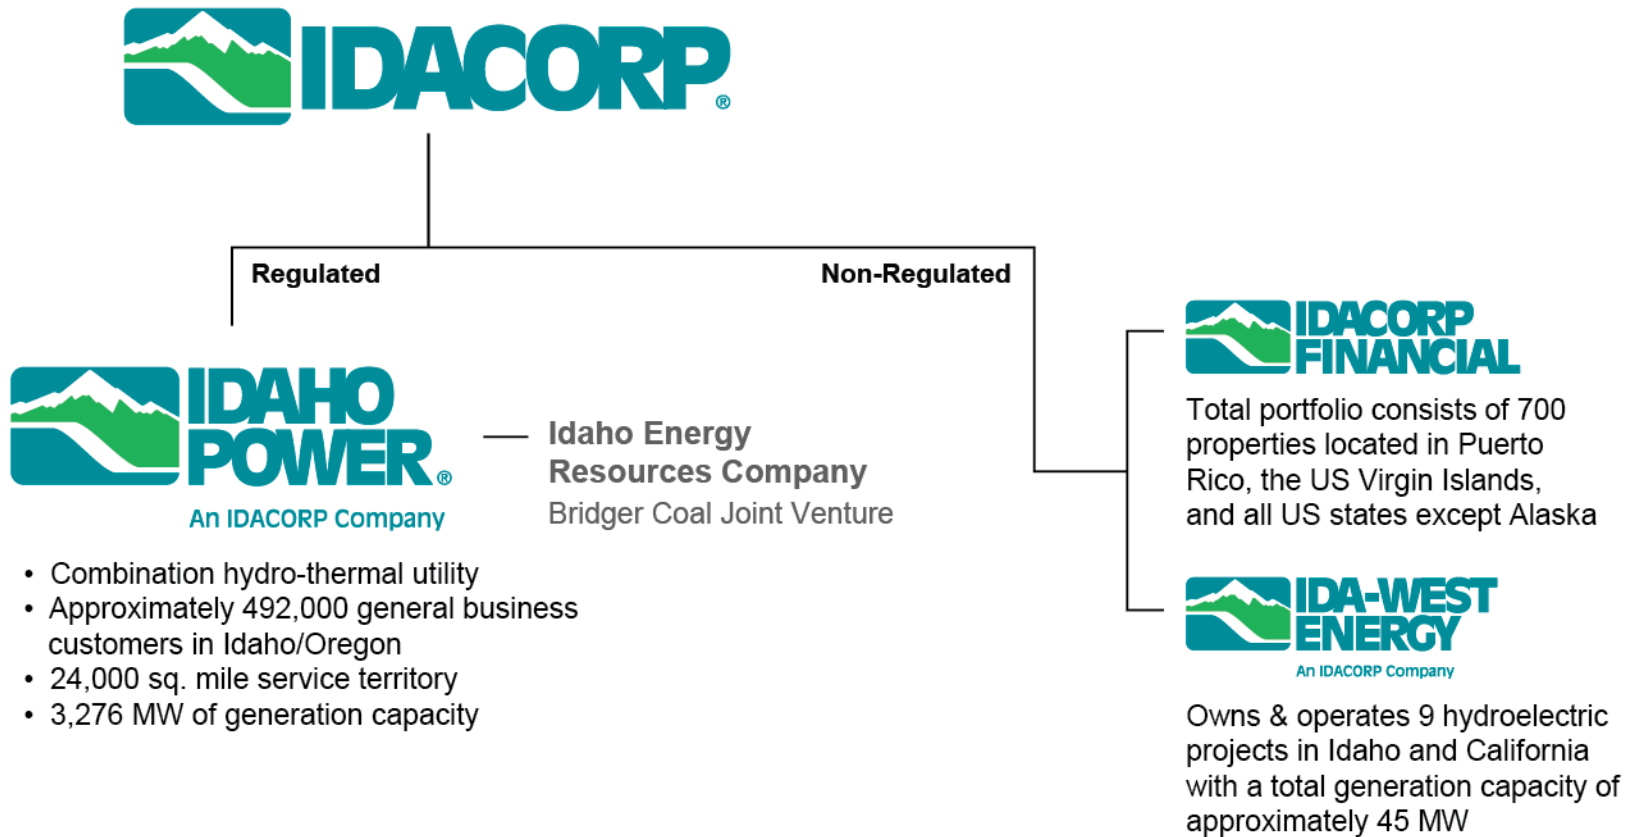 IDACORP®
Regulated
Non-Regulated
IDAHO
POWER®
An IDACORP Company
Idaho Energy
Resources Company
Bridger Coal Joint Venture
• Combination hydro-thermal utility
• Approximately 492,000 general business
customers in Idaho/Oregon
• 24,000 sq. mile service territory
• 3,276 MW of generation capacity
IDACORP
FINANCIAL
Total portfolio consists of 700
properties located in Puerto
Rico, the US Virgin Islands,
and all US states except Alaska
IDA-WEST
ENERGY
An IDACORP Company
Owns & operates 9 hydroelectric
projects in Idaho and California
with a total generation capacity of
approximately 45 MW